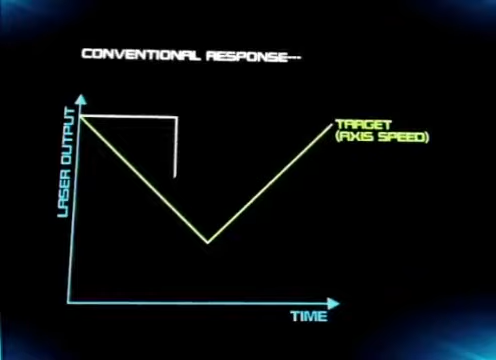 CONVENTIONAL RESPONSE---
LASER OUTPUT
TARGET
(AXIS SPEED)
TIME